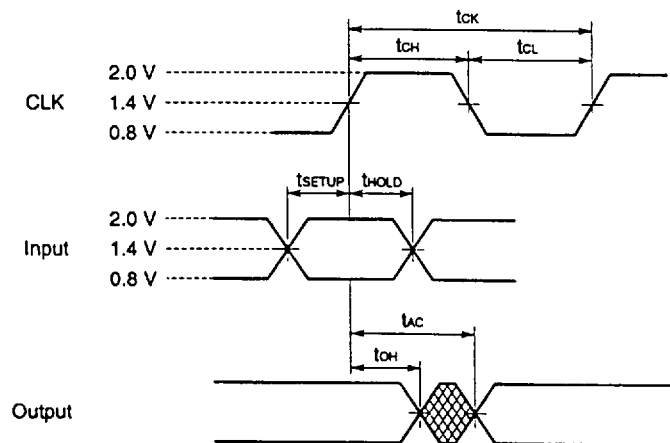 tCK
tCH tCL
2.0 V
CLK 1.4 V
0.8 V
tSETUP tHOLD
2.0 V
Input 1.4 V
0.8 V
tAC
tOH
Output